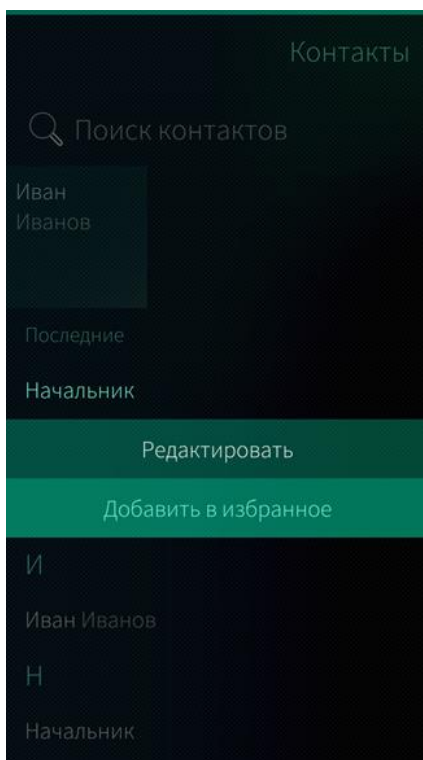 Контакты
Поиск контактов
Иван
Иванов
Последние
Начальник
Редактировать
Добавить в избранное
И
Иван Иванов
Н
Начальник